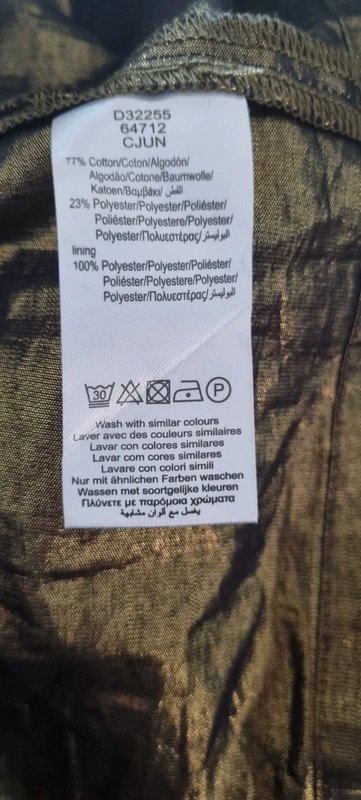 D32255
64712
CJUN
77% Cotton/Coton/Algodón/
Algodão/Cotone/Baumwolle/
Katoen/Βαμβάκι/ القطن
23% Polyester/Polyester/Poliéster/
Poliéster/Poliestere/Polyester/
Polyester/Πολυεστέρας/البوليستر
lining
100% Polyester/Polyester/Poliéster/
Poliéster/Poliestere/Polyester/
Polyester/Πολυεστέρας/البوليستر
30 P
Wash with similar colours
Laver avec des couleurs similaires
Lavar con colores similares
Lavar com cores similares
Lavare con colori simili
Nur mit ähnlichen Farben waschen
Wassen met soortgelijke kleuren
Πλύνετε με παρόμοια χρώματα
يغسل مع ألوان متشابهة